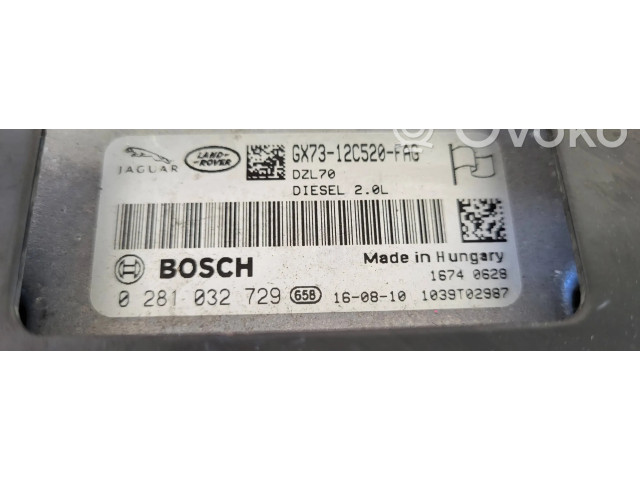 Ovoko
JAGUAR
LAND-
ROVER
GX73-12C520-FAG
DZL70
DIESEL 2.0L
BOSCH
Made in Hungary
1674 0628
0 281 032 729 658 16-08-10 1039T02987